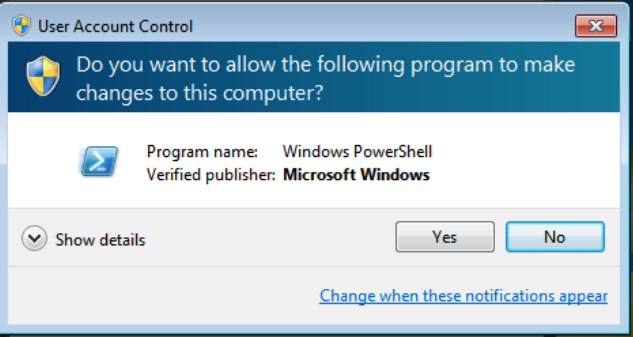 User Account Control
Do you want to allow the following program to make
changes to this computer?
Program name: Windows PowerShell
Verified publisher: Microsoft Windows
Show details
Yes
No
Change when these notifications appear